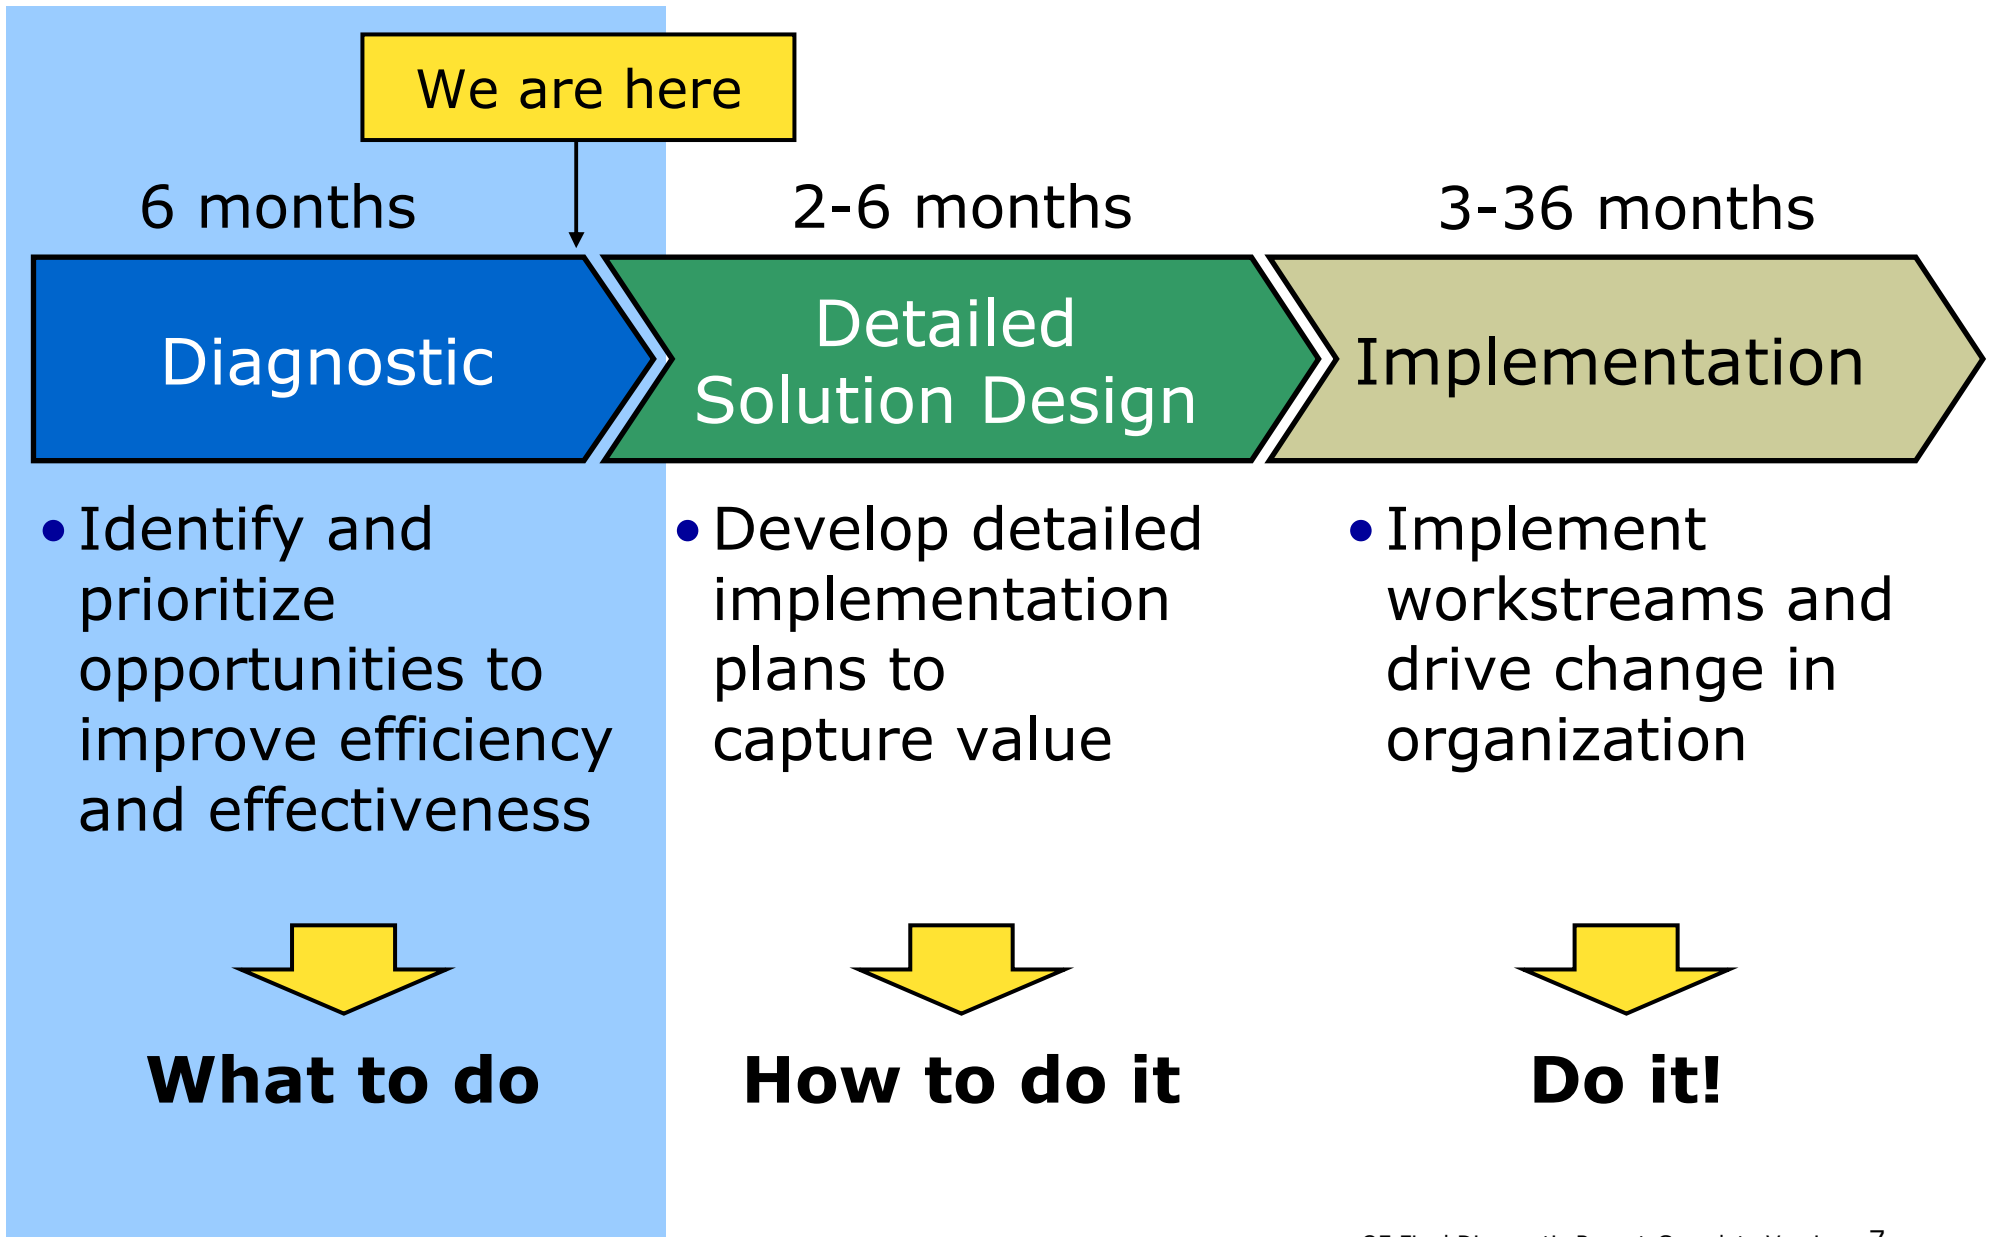 We are here
6 months
2-6 months
3-36 months
Diagnostic
Detailed
Solution Design
Implementation
• Identify and
prioritize
opportunities to
improve efficiency
and effectiveness
• Develop detailed
implementation
plans to
capture value
• Implement
workstreams and
drive change in
organization
What to do
How to do it
Do it!
7